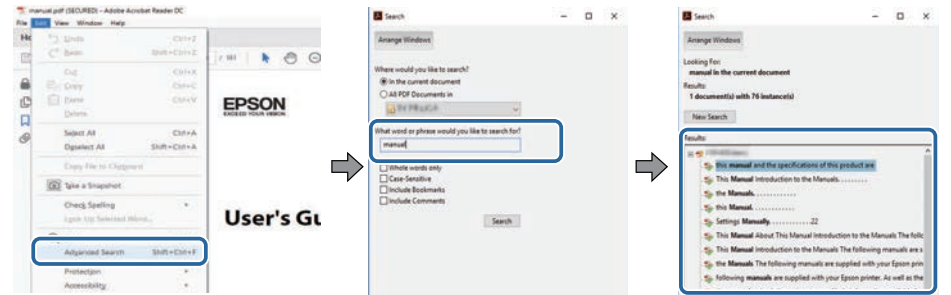 manual.pdf (SECURED) - Adobe Acrobat Reader DC
File Edit View Window Help
Undo Ctrl+Z
Redo Shift+Ctrl+Z
Cut Ctrl+X
Copy Ctrl+C
Paste Ctrl+V
Delete
Select All Ctrl+A
Deselect All Shift+Ctrl+A
Copy File to Clipboard
Take a Snapshot
Check Spelling
Look Up Selected Word...
Advanced Search Shift+Ctrl+F
Protection
Accessibility
EPSON
EXCEED YOUR VISION
User's Gu
Search
Arrange Windows
Where would you like to search?
In the current document
All PDF Documents in
What word or phrase would you like to search for?
manual
Whole words only
Case-Sensitive
Include Bookmarks
Include Comments
Search
Search
Arrange Windows
Looking For:
manual in the current document
Results:
1 document(s) with 76 instance(s)
New Search
Results:
this manual and the specifications of this product are
This Manual Introduction to the Manuals. . . . . . . . .
the Manuals. . . . . . . . . . .
this Manual. . . . . . . . . . .
Settings Manually. . . . . . . . . . . .22
This Manual About This Manual Introduction to the Manuals The follo
This Manual Introduction to the Manuals The following manuals are s
the Manuals The following manuals are supplied with your Epson prin
following manuals are supplied with your Epson printer. As well as the